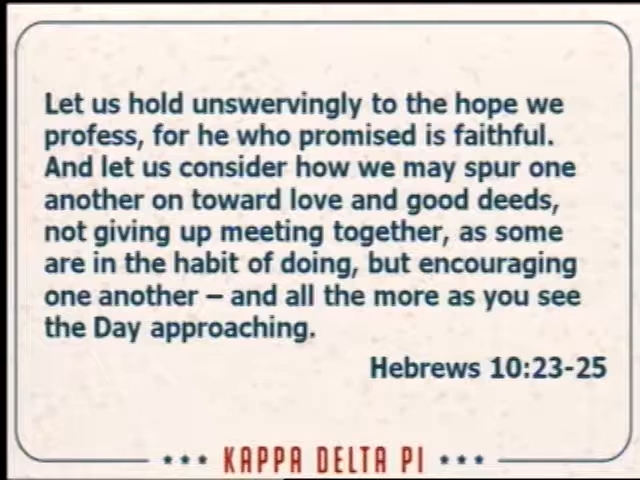 Let us hold unswervingly to the hope we
profess, for he who promised is faithful.
And let us consider how we may spur one
another on toward love and good deeds,
not giving up meeting together, as some
are in the habit of doing, but encouraging
one another – and all the more as you see
the Day approaching.
Hebrews 10:23-25
*** KAPPA DELTA PI ***